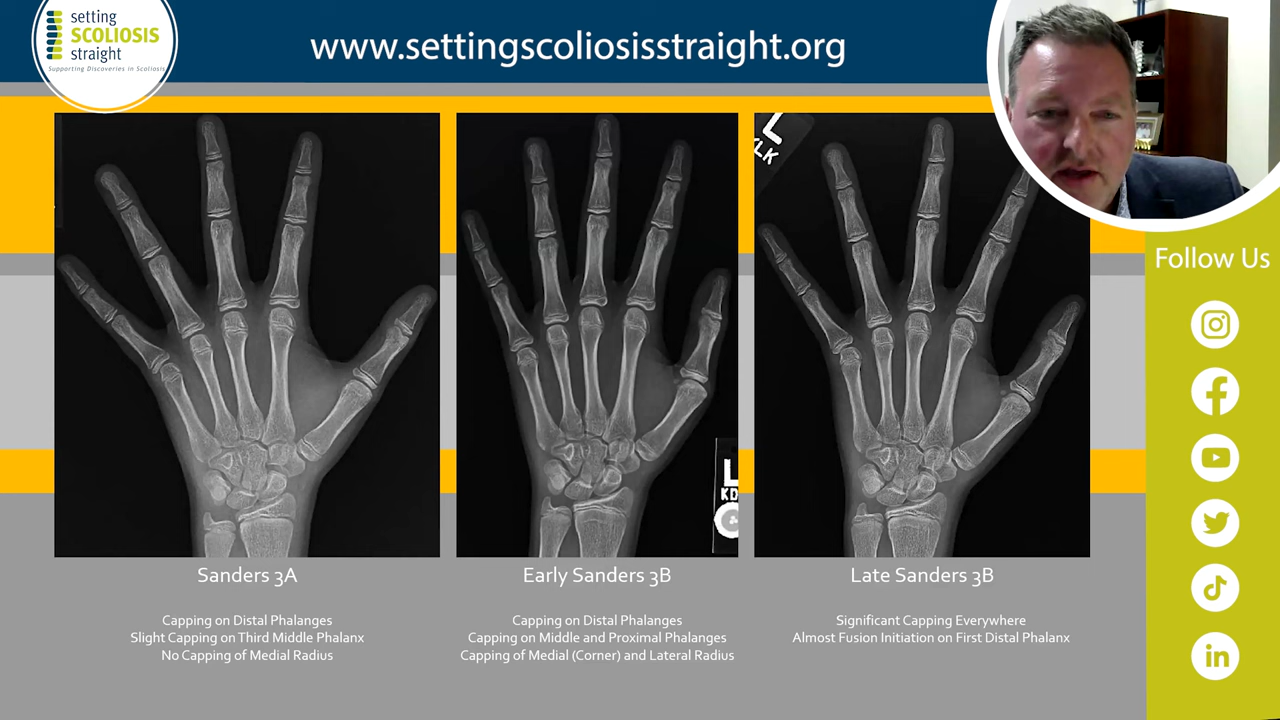 setting
SCOLIOSIS
straight
Supporting Discoveries in Scoliosis
www.settingscoliosisstraight.org
L
KD
L
KLK
Follow Us
Sanders 3A
Capping on Distal Phalanges
Slight Capping on Third Middle Phalanx
No Capping of Medial Radius
Early Sanders 3B
Capping on Distal Phalanges
Capping on Middle and Proximal Phalanges
Capping of Medial (Corner) and Lateral Radius
Late Sanders 3B
Significant Capping Everywhere
Almost Fusion Initiation on First Distal Phalanx